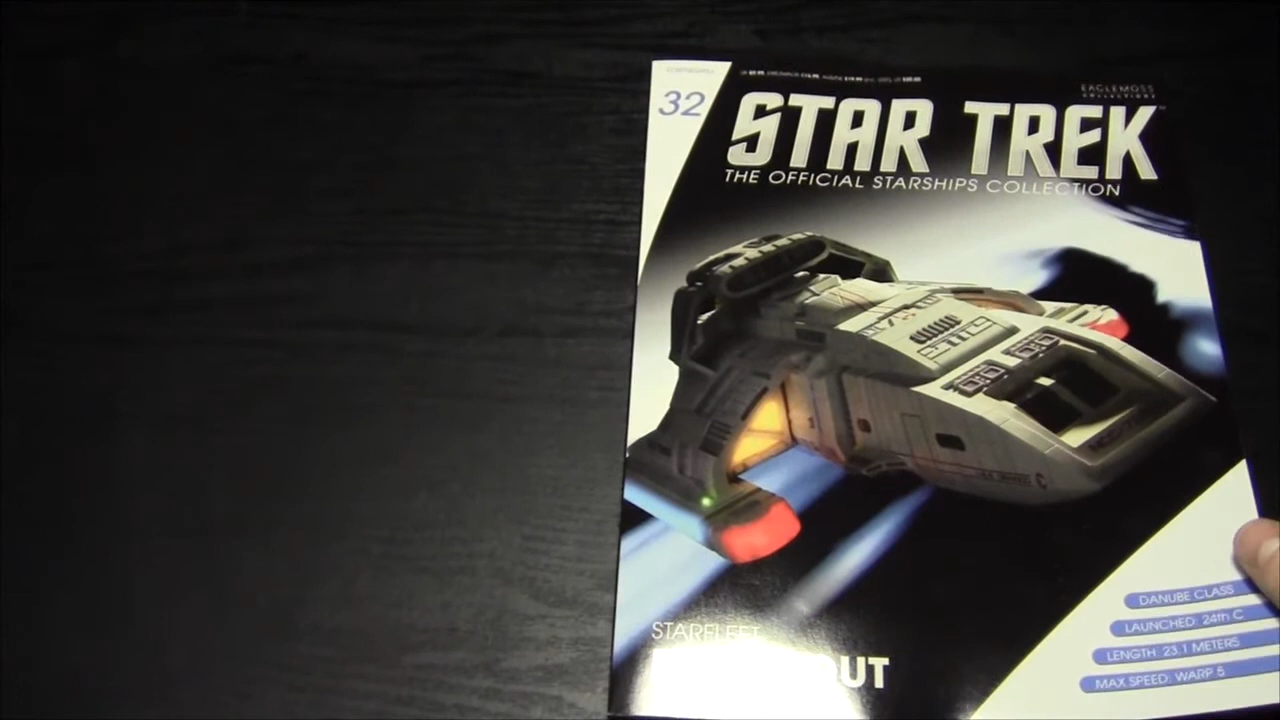 32
EAGLEMOSS
COLLECTIONS
STAR TREK
THE OFFICIAL STARSHIPS COLLECTION
STARFLEET
UT
DANUBE CLASS
LAUNCHED: 24th C
LENGTH: 23.1 METERS
MAX SPEED: WARP 5